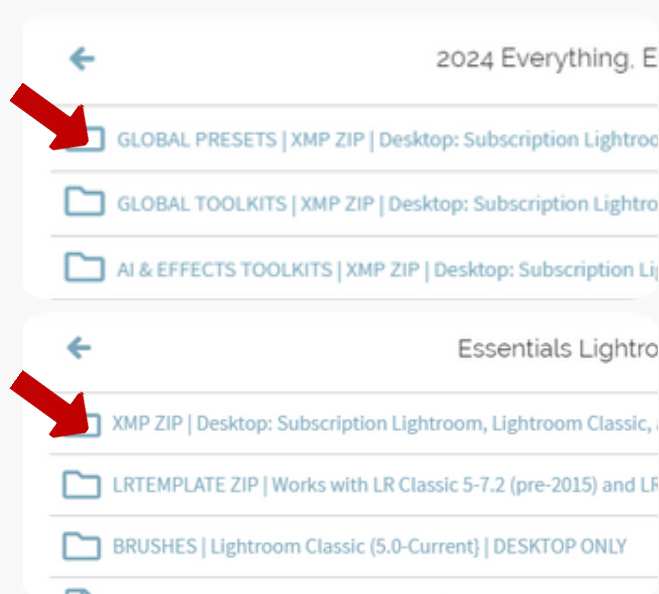 2024 Everything, E
GLOBAL PRESETS | XMP ZIP | Desktop: Subscription Lightroo
GLOBAL TOOLKITS | XMP ZIP | Desktop: Subscription Lightro
AI & EFFECTS TOOLKITS | XMP ZIP | Desktop: Subscription Li
Essentials Lightro
XMP ZIP | Desktop: Subscription Lightroom, Lightroom Classic,
LRTEMPLATE ZIP | Works with LR Classic 5-7.2 (pre-2015) and LR
BRUSHES | Lightroom Classic (5.0-Current} | DESKTOP ONLY